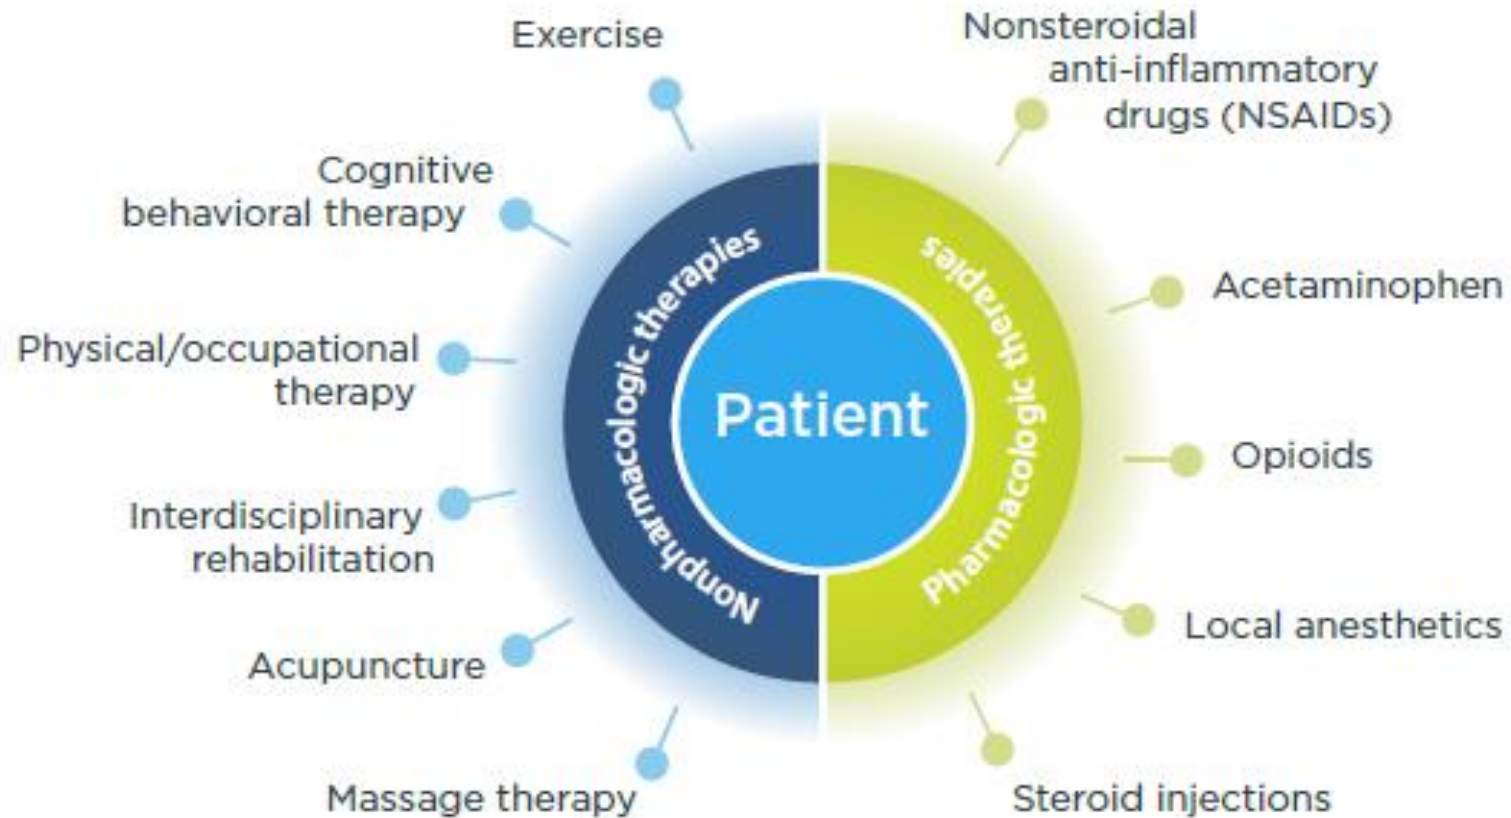 Exercise
Cognitive
behavioral therapy
Physical/occupational
therapy
Interdisciplinary
rehabilitation
Acupuncture
Massage therapy
Nonpharmacologic therapies
Patient
Pharmacologic therapies
Nonsteroidal
anti-inflammatory
drugs (NSAIDs)
Acetaminophen
Opioids
Local anesthetics
Steroid injections